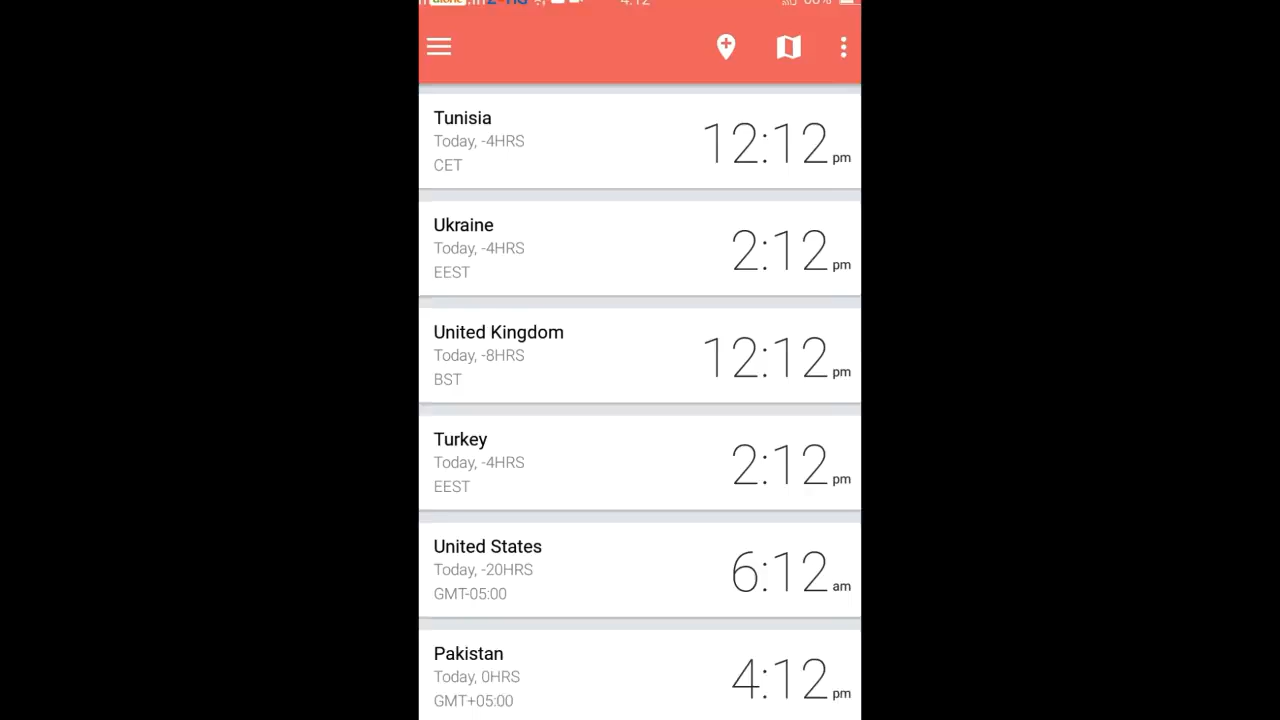 4:12
Tunisia
Today, -4HRS
CET
12:12 pm
Ukraine
Today, -4HRS
EEST
2:12 pm
United Kingdom
Today, -8HRS
BST
12:12 pm
Turkey
Today, -4HRS
EEST
2:12 pm
United States
Today, -20HRS
GMT-05:00
6:12 am
Pakistan
Today, 0HRS
GMT+05:00
4:12 pm